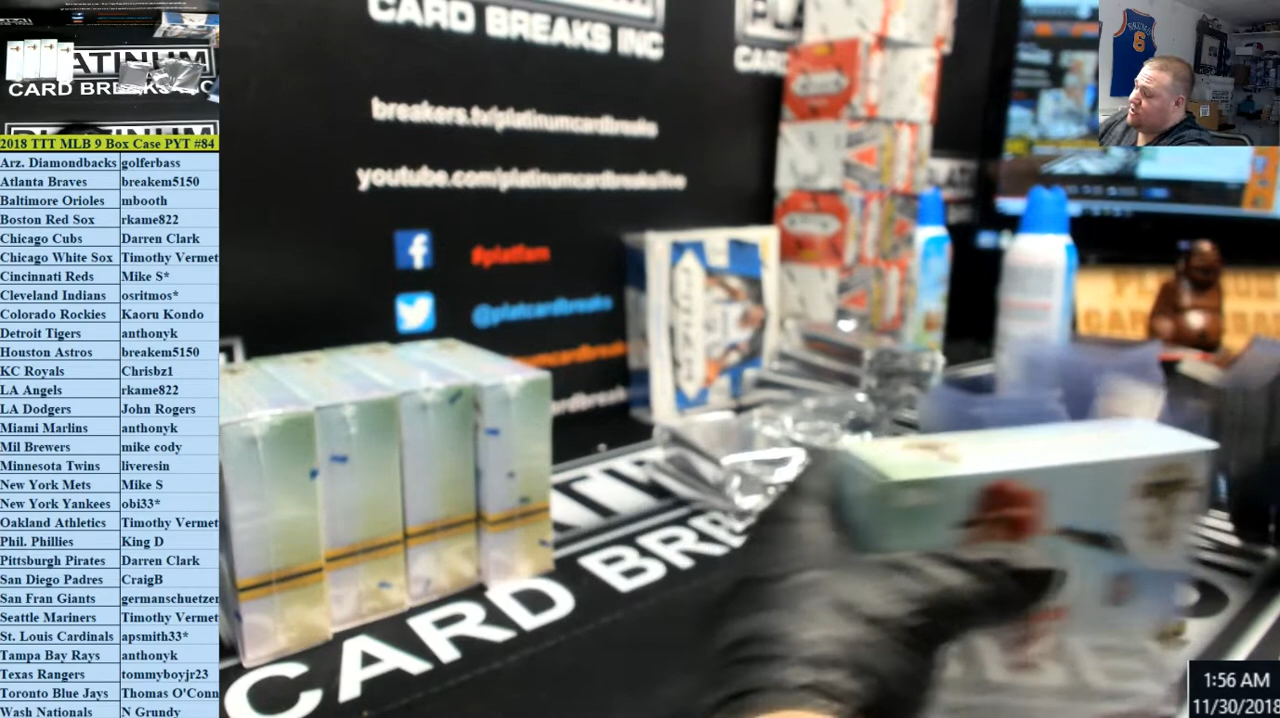 PLATINUM
CARD BREAKS INC
2018 TTT MLB 9 Box Case PYT #84
Arz. Diamondbacks golferbass
Atlanta Braves breakem5150
Baltimore Orioles mbooth
Boston Red Sox rkame822
Chicago Cubs Darren Clark
Chicago White Sox Timothy Vermet
Cincinnati Reds Mike S*
Cleveland Indians osritmos*
Colorado Rockies Kaoru Kondo
Detroit Tigers anthonyk
Houston Astros breakem5150
KC Royals Chrisbz1
LA Angels rkame822
LA Dodgers John Rogers
Miami Marlins anthonyk
Mil Brewers mike cody
Minnesota Twins liveresin
New York Mets Mike S
New York Yankees obi33*
Oakland Athletics Timothy Vermet
Phil. Phillies King D
Pittsburgh Pirates Darren Clark
San Diego Padres CraigB
San Fran Giants germanschuetzer
Seattle Mariners Timothy Vermet
St. Louis Cardinals apsmith33*
Tampa Bay Rays anthonyk
Texas Rangers tommyboyjr23
Toronto Blue Jays Thomas O'Conn
Wash Nationals N Grundy
CARD BREAKS INC
breakers.tv/platinumcardbreaks
youtube.com/platinumcardbreakslive
#platfam
@platcardbreaks
PRIZM
CARD BRE
6
1:56 AM
11/30/2018